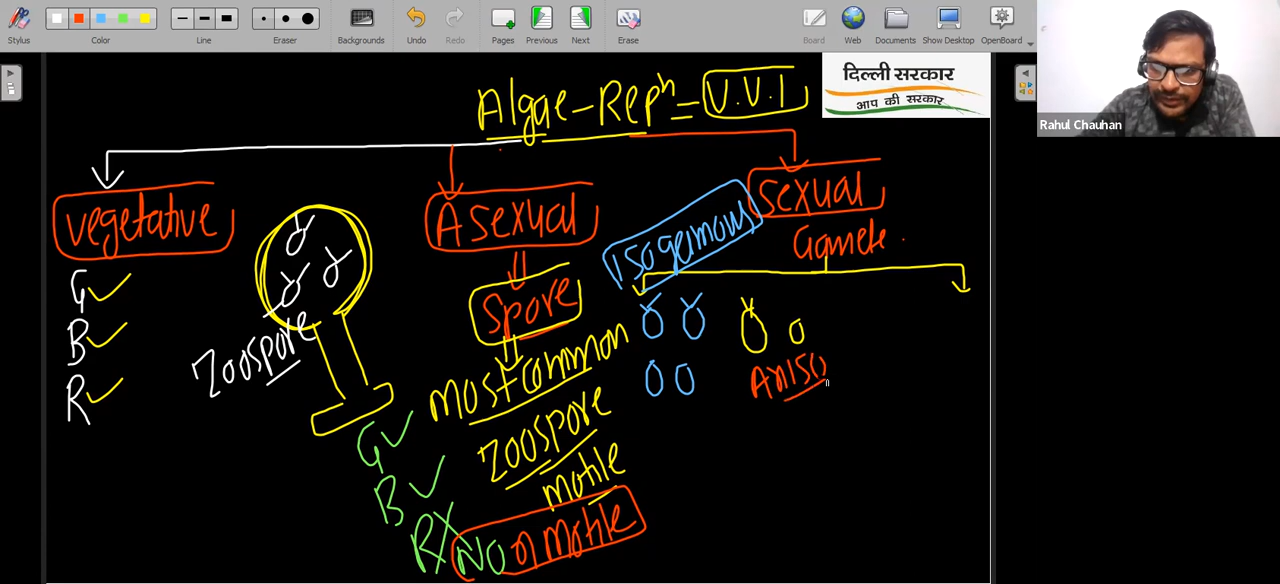 Stylus
Color
Line
Eraser
Backgrounds
Undo
Redo
Pages
Previous
Next
Erase
Board
Web
Documents
Show Desktop
OpenBoard
दिल्ली सरकार
आप की सरकार
Rahul Chauhan
Algae-Repⁿ = V.V.I
Vegetative
G ✓
B ✓
R ✓
Zoospore
Asexual
Spore
most common
zoospore
motile
G ✓
B ✓
R X NOn motile
Sexual
Gamete
Isogemous
Aniso